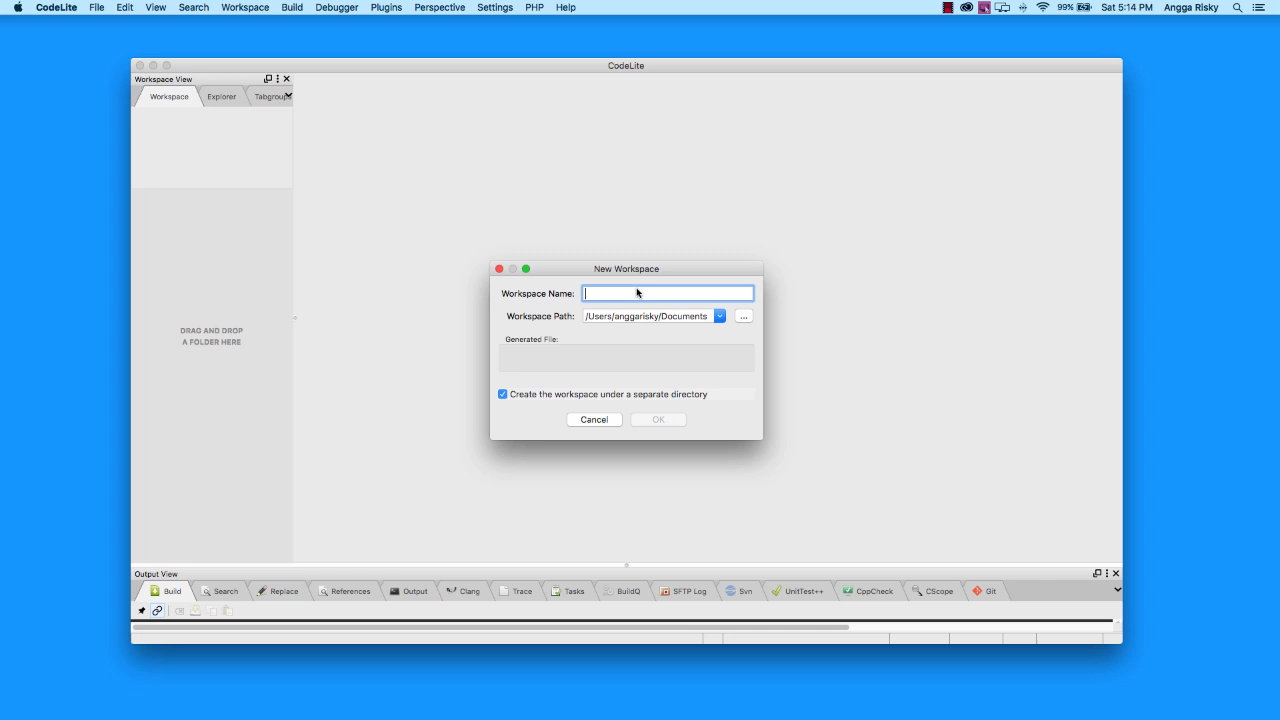 CodeLite File Edit View Search Workspace Build Debugger Plugins Perspective Settings PHP Help 99% Sat 5:14 PM Angga Risky
CodeLite
Workspace View
Workspace Explorer Tabgroups
DRAG AND DROP
A FOLDER HERE
New Workspace
Workspace Name:
Workspace Path: /Users/anggarisky/Documents ...
Generated File:
Create the workspace under a separate directory
Cancel OK
Output View
Build Search Replace References Output Clang Trace Tasks BuildQ SFTP Log Svn UnitTest++ CppCheck CScope Git